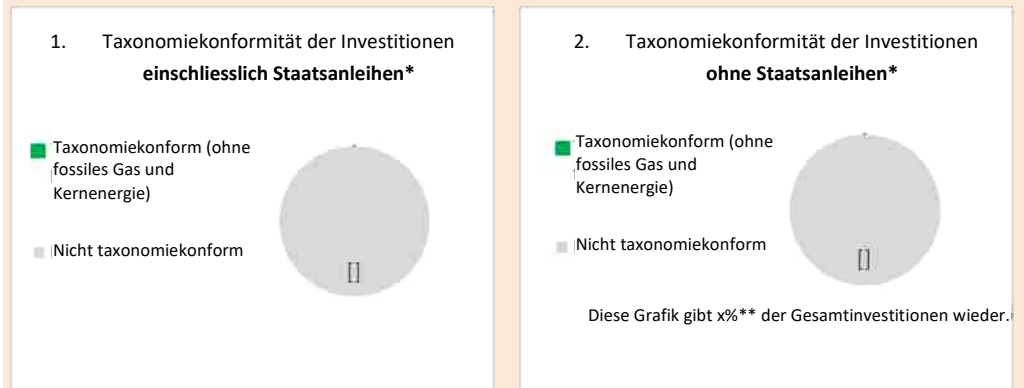 1. Taxonomiekonformität der Investitionen
einschliesslich Staatsanleihen*
Taxonomiekonform (ohne
fossiles Gas und
Kernenergie)
Nicht taxonomiekonform
[]
2. Taxonomiekonformität der Investitionen
ohne Staatsanleihen*
Taxonomiekonform (ohne
fossiles Gas und
Kernenergie)
Nicht taxonomiekonform
[]
Diese Grafik gibt x%** der Gesamtinvestitionen wieder.